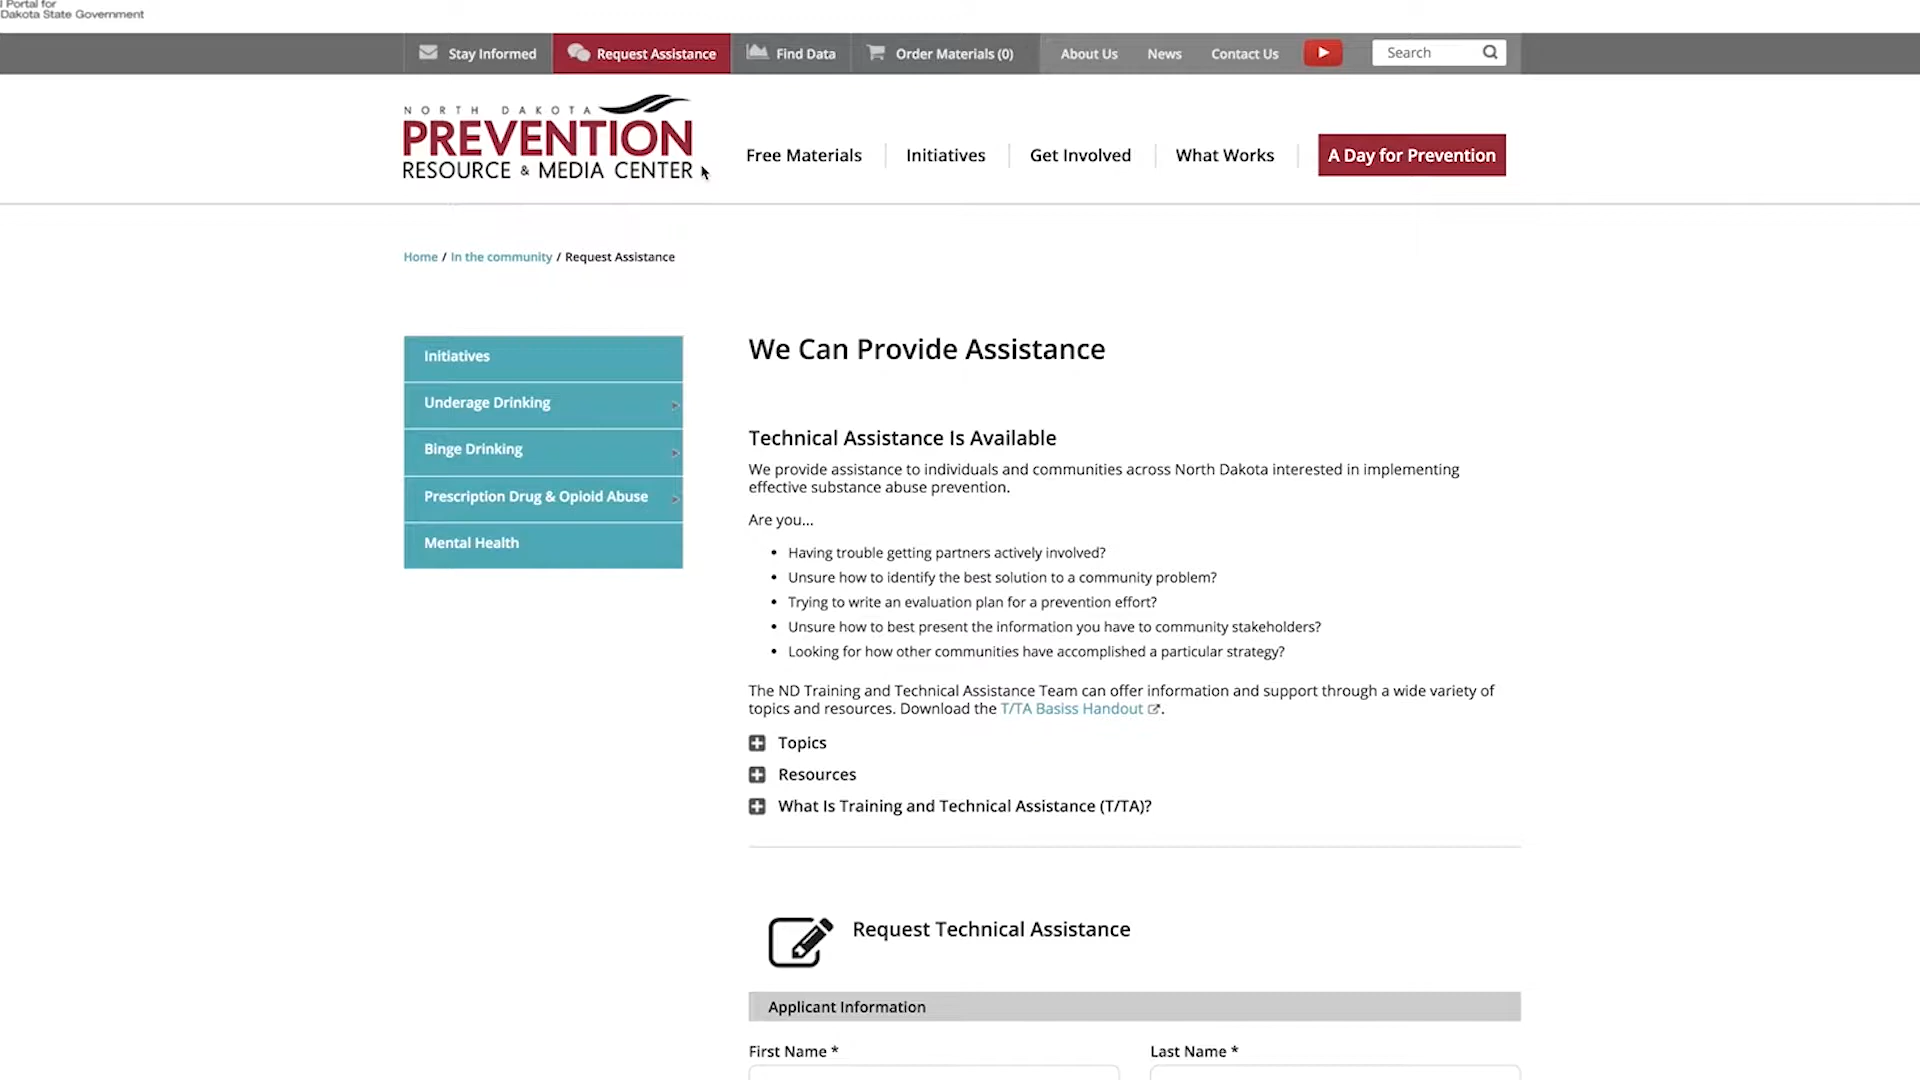 l Portal for
Dakota State Government
Stay Informed
Request Assistance
Find Data
Order Materials (0)
About Us
News
Contact Us
Search
NORTH DAKOTA
PREVENTION
RESOURCE & MEDIA CENTER
Free Materials
Initiatives
Get Involved
What Works
A Day for Prevention
Home / In the community / Request Assistance
Initiatives
Underage Drinking
Binge Drinking
Prescription Drug & Opioid Abuse
Mental Health
We Can Provide Assistance
Technical Assistance Is Available
We provide assistance to individuals and communities across North Dakota interested in implementing
effective substance abuse prevention.
Are you...
• Having trouble getting partners actively involved?
• Unsure how to identify the best solution to a community problem?
• Trying to write an evaluation plan for a prevention effort?
• Unsure how to best present the information you have to community stakeholders?
• Looking for how other communities have accomplished a particular strategy?
The ND Training and Technical Assistance Team can offer information and support through a wide variety of
topics and resources. Download the T/TA Basiss Handout.
Topics
Resources
What Is Training and Technical Assistance (T/TA)?
Request Technical Assistance
Applicant Information
First Name *
Last Name *